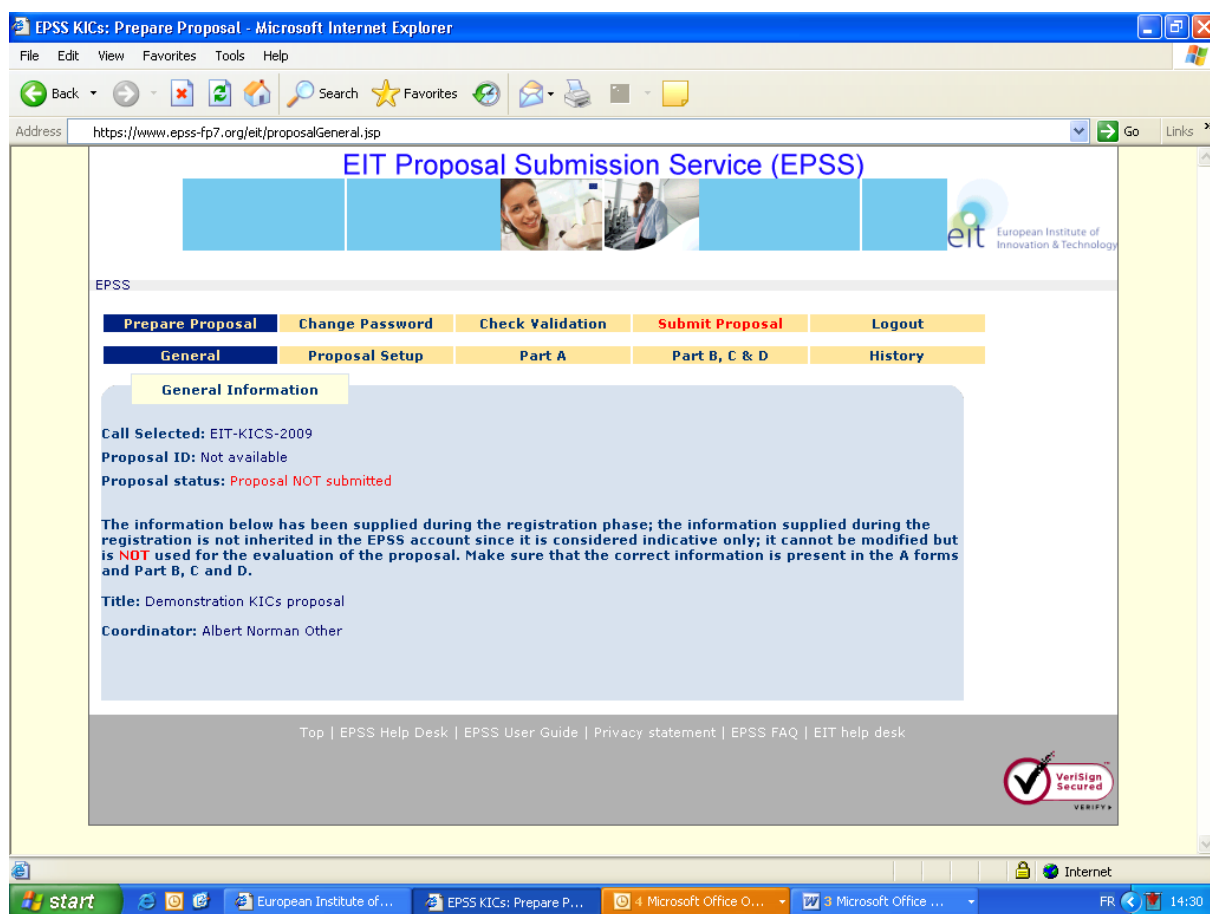 EPSS KICs: Prepare Proposal - Microsoft Internet Explorer
File Edit View Favorites Tools Help
Back Search Favorites
Address https://www.epss-fp7.org/eit/proposalGeneral.jsp Go Links
EIT Proposal Submission Service (EPSS)
eit European Institute of
Innovation & Technology
EPSS
Prepare Proposal Change Password Check Validation Submit Proposal Logout
General Proposal Setup Part A Part B, C & D History
General Information
Call Selected: EIT-KICS-2009
Proposal ID: Not available
Proposal status: Proposal NOT submitted
The information below has been supplied during the registration phase; the information supplied during the
registration is not inherited in the EPSS account since it is considered indicative only; it cannot be modified but
is NOT used for the evaluation of the proposal. Make sure that the correct information is present in the A forms
and Part B, C and D.
Title: Demonstration KICs proposal
Coordinator: Albert Norman Other
Top | EPSS Help Desk | EPSS User Guide | Privacy statement | EPSS FAQ | EIT help desk
VeriSign
Secured
VERIFY
Internet
start European Institute of... EPSS KICs: Prepare P... 4 Microsoft Office O... 3 Microsoft Office ... FR 14:30